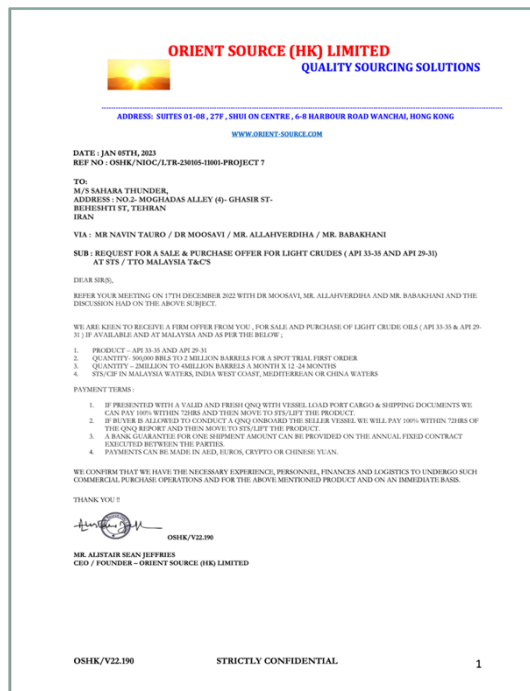 ORIENT SOURCE (HK) LIMITED
QUALITY SOURCING SOLUTIONS
ADDRESS: SUITES 01-08 , 27F , SHUI ON CENTRE , 6-8 HARBOUR ROAD WANCHAI, HONG KONG
WWW.ORIENT-SOURCE.COM
DATE : JAN 05TH, 2023
REF NO : OSHK/NIOC/LTR-230105-11001-PROJECT 7
TO:
M/S SAHARA THUNDER,
ADDRESS : NO.2- MOGHADAS ALLEY (4)- GHASIR ST-
BEHESHTI ST, TEHRAN
IRAN
VIA : MR NAVIN TAURO / DR MOOSAVI / MR. ALLAHVERDIHA / MR. BABAKHANI
SUB : REQUEST FOR A SALE & PURCHASE OFFER FOR LIGHT CRUDES ( API 33-35 AND API 29-31)
AT STS / TTO MALAYSIA T&C'S
DEAR SIR(S),
REFER YOUR MEETING ON 17TH DECEMBER 2022 WITH DR MOOSAVI, MR. ALLAHVERDIHA AND MR. BABAKHANI AND THE
DISCUSSION HAD ON THE ABOVE SUBJECT.
WE ARE KEEN TO RECEIVE A FIRM OFFER FROM YOU , FOR SALE AND PURCHASE OF LIGHT CRUDE OILS ( API 33-35 & API 29-
31 ) IF AVAILABLE AND AT MALAYSIA AND AS PER THE BELOW ;
1. PRODUCT – API 33-35 AND API 29-31
2. QUANTITY- 500,000 BBLS TO 2 MILLION BARRELS FOR A SPOT TRIAL FIRST ORDER
3. QUANTITY – 2MILLION TO 4MILLION BARRELS A MONTH X 12 -24 MONTHS
4. STS/CIF IN MALAYSIA WATERS, INDIA WEST COAST, MEDITERREAN OR CHINA WATERS
PAYMENT TERMS :
1. IF PRESENTED WITH A VALID AND FRESH QNQ WITH VESSEL LOAD PORT CARGO & SHIPPING DOCUMENTS WE
CAN PAY 100% WITHIN 72HRS AND THEN MOVE TO STS/LIFT THE PRODUCT.
2. IF BUYER IS ALLOWED TO CONDUCT A QNQ ONBOARD THE SELLER VESSEL WE WILL PAY 100% WITHIN 72HRS OF
THE QNQ REPORT AND THEN MOVE TO STS/LIFT THE PRODUCT.
3. A BANK GUARANTEE FOR ONE SHIPMENT AMOUNT CAN BE PROVIDED ON THE ANNUAL FIXED CONTRACT
EXECUTED BETWEEN THE PARTIES.
4. PAYMENTS CAN BE MADE IN AED, EUROS, CRYPTO OR CHINESE YUAN.
WE CONFIRM THAT WE HAVE THE NECESSARY EXPERIENCE, PERSONNEL, FINANCES AND LOGISTICS TO UNDERGO SUCH
COMMERCIAL PURCHASE OPERATIONS AND FOR THE ABOVE MENTIONED PRODUCT AND ON AN IMMEDIATE BASIS.
THANK YOU !!
OSHK/V22.190
MR. ALISTAIR SEAN JEFFRIES
CEO / FOUNDER – ORIENT SOURCE (HK) LIMITED
OSHK/V22.190 STRICTLY CONFIDENTIAL 1